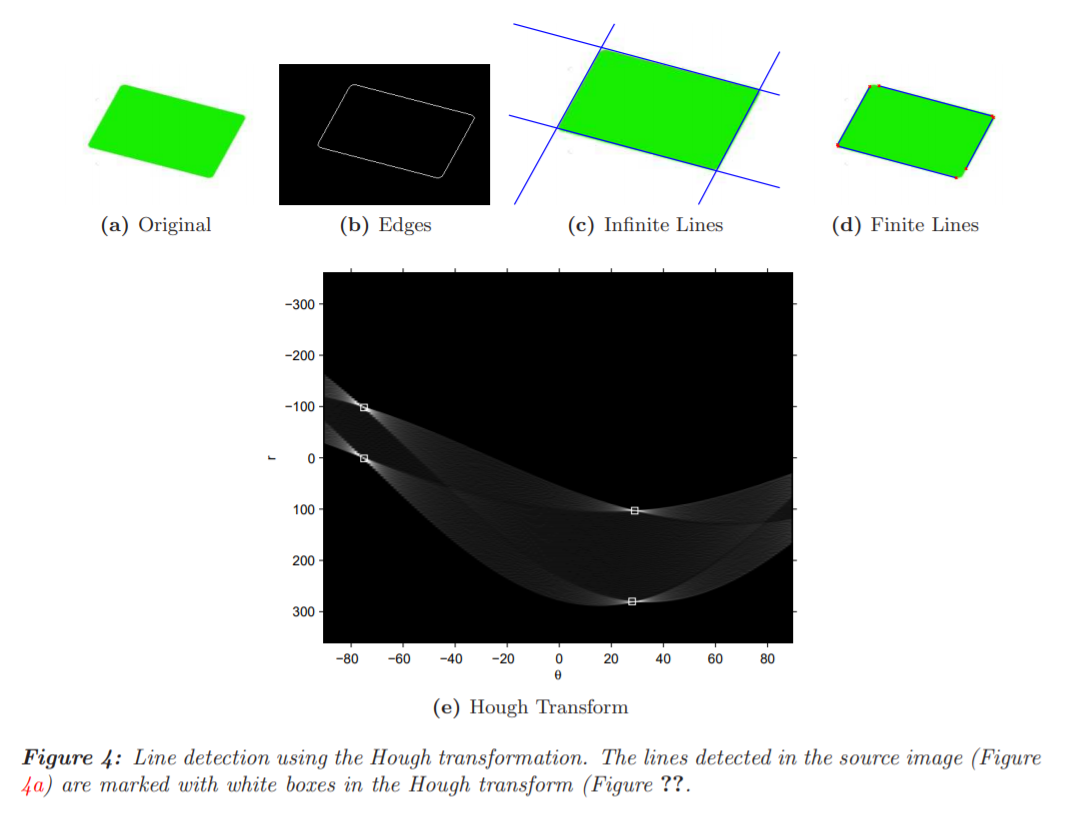 (a) Original
(b) Edges
(c) Infinite Lines
(d) Finite Lines
−300
−200
−100
0
100
200
300
r
−80 −60 −40 −20 0 20 40 60 80
θ
(e) Hough Transform
Figure 4: Line detection using the Hough transformation. The lines detected in the source image (Figure
4a) are marked with white boxes in the Hough transform (Figure ??.